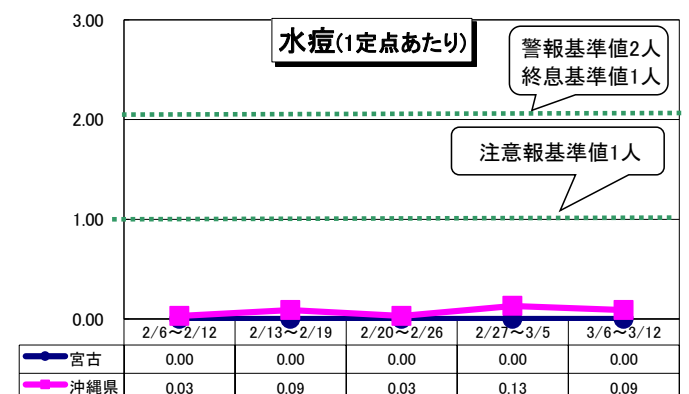 水痘(1定点あたり)
警報基準値2人
終息基準値1人
注意報基準値1人
3.00
2.00
1.00
0.00
2/6～2/12 2/13～2/19 2/20～2/26 2/27～3/5 3/6～3/12
宮古 0.00 0.00 0.00 0.00 0.00
沖縄県 0.03 0.09 0.03 0.13 0.09